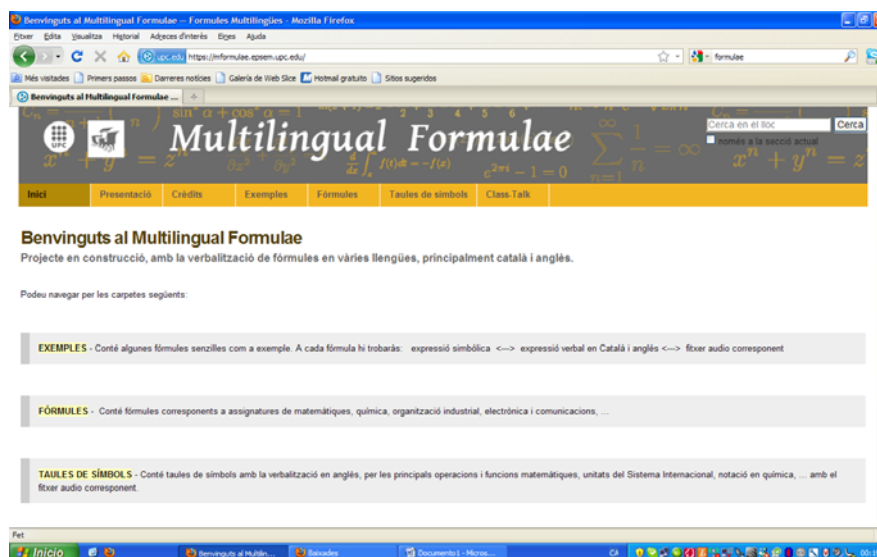 Benvinguts al Multilingual Formulae — Formules Multilingües - Mozilla Firefox
Fitxer Edita Visualitza Historial Adreces d'interès Eines Ajuda
upc.edu https://mformulae.epsem.upc.edu/
formulae
Més visitades Primers passos Darreres notícies Galería de Web Slice Hotmail gratuito Sitios sugeridos
Benvinguts al Multilingual Formulae ...
UPC
Multilingual Formulae
Cerca en el lloc Cerca
només a la secció actual
Inici Presentació Crèdits Exemples Fórmules Taules de símbols Class-Talk
Benvinguts al Multilingual Formulae
Projecte en construcció, amb la verbalització de fórmules en vàries llengües, principalment català i anglès.
Podeu navegar per les carpetes següents:
EXEMPLES - Conté algunes fórmules senzilles com a exemple. A cada fórmula hi trobaràs: expressió simbòlica <---> expressió verbal en Català i anglès <---> fitxer audio corresponent
FÓRMULES - Conté fórmules corresponents a assignatures de matemàtiques, química, organització industrial, electrònica i comunicacions, ...
TAULES DE SÍMBOLS - Conté taules de símbols amb la verbalització en anglès, per les principals operacions i funcions matemàtiques, unitats del Sistema Internacional, notació en química, ... amb el
fitxer audio corresponent.
Fet
Inicio Benvinguts al Multilin... Baixades Documento1 - Micros... CA